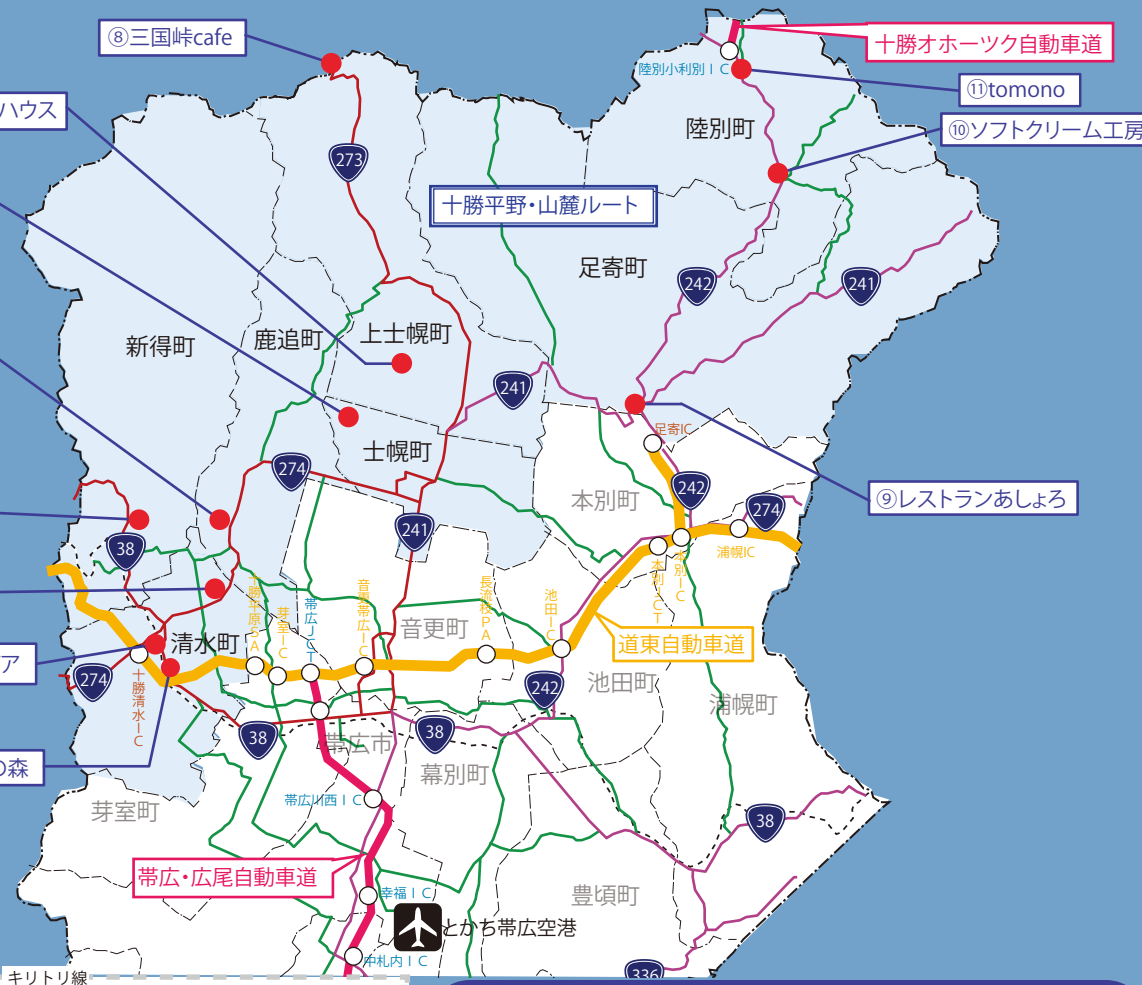 ⑧三国峠cafe
十勝オホーツク自動車道
陸別小利別IC
⑪tomono
ハウス
⑩ソフトクリーム工房
陸別町
273
十勝平野・山麓ルート
足寄町
242
241
新得町
鹿追町
上士幌町
241
足寄IC
士幌町
274
242
本別町
⑨レストランあしょろ
274
241
38
浦幌IC
本別IC
本別JCT
十勝平原SA
芽室IC
帯広JCT
音更帯広IC
長流枝PA
池田IC
音更町
道東自動車道
清水町
ア
274
十勝清水IC
池田町
242
浦幌町
38
帯広市
38
の森
幕別町
芽室町
帯広川西IC
38
帯広・広尾自動車道
幸福IC
豊頃町
とかち帯広空港
中札内IC
336
キリトリ線